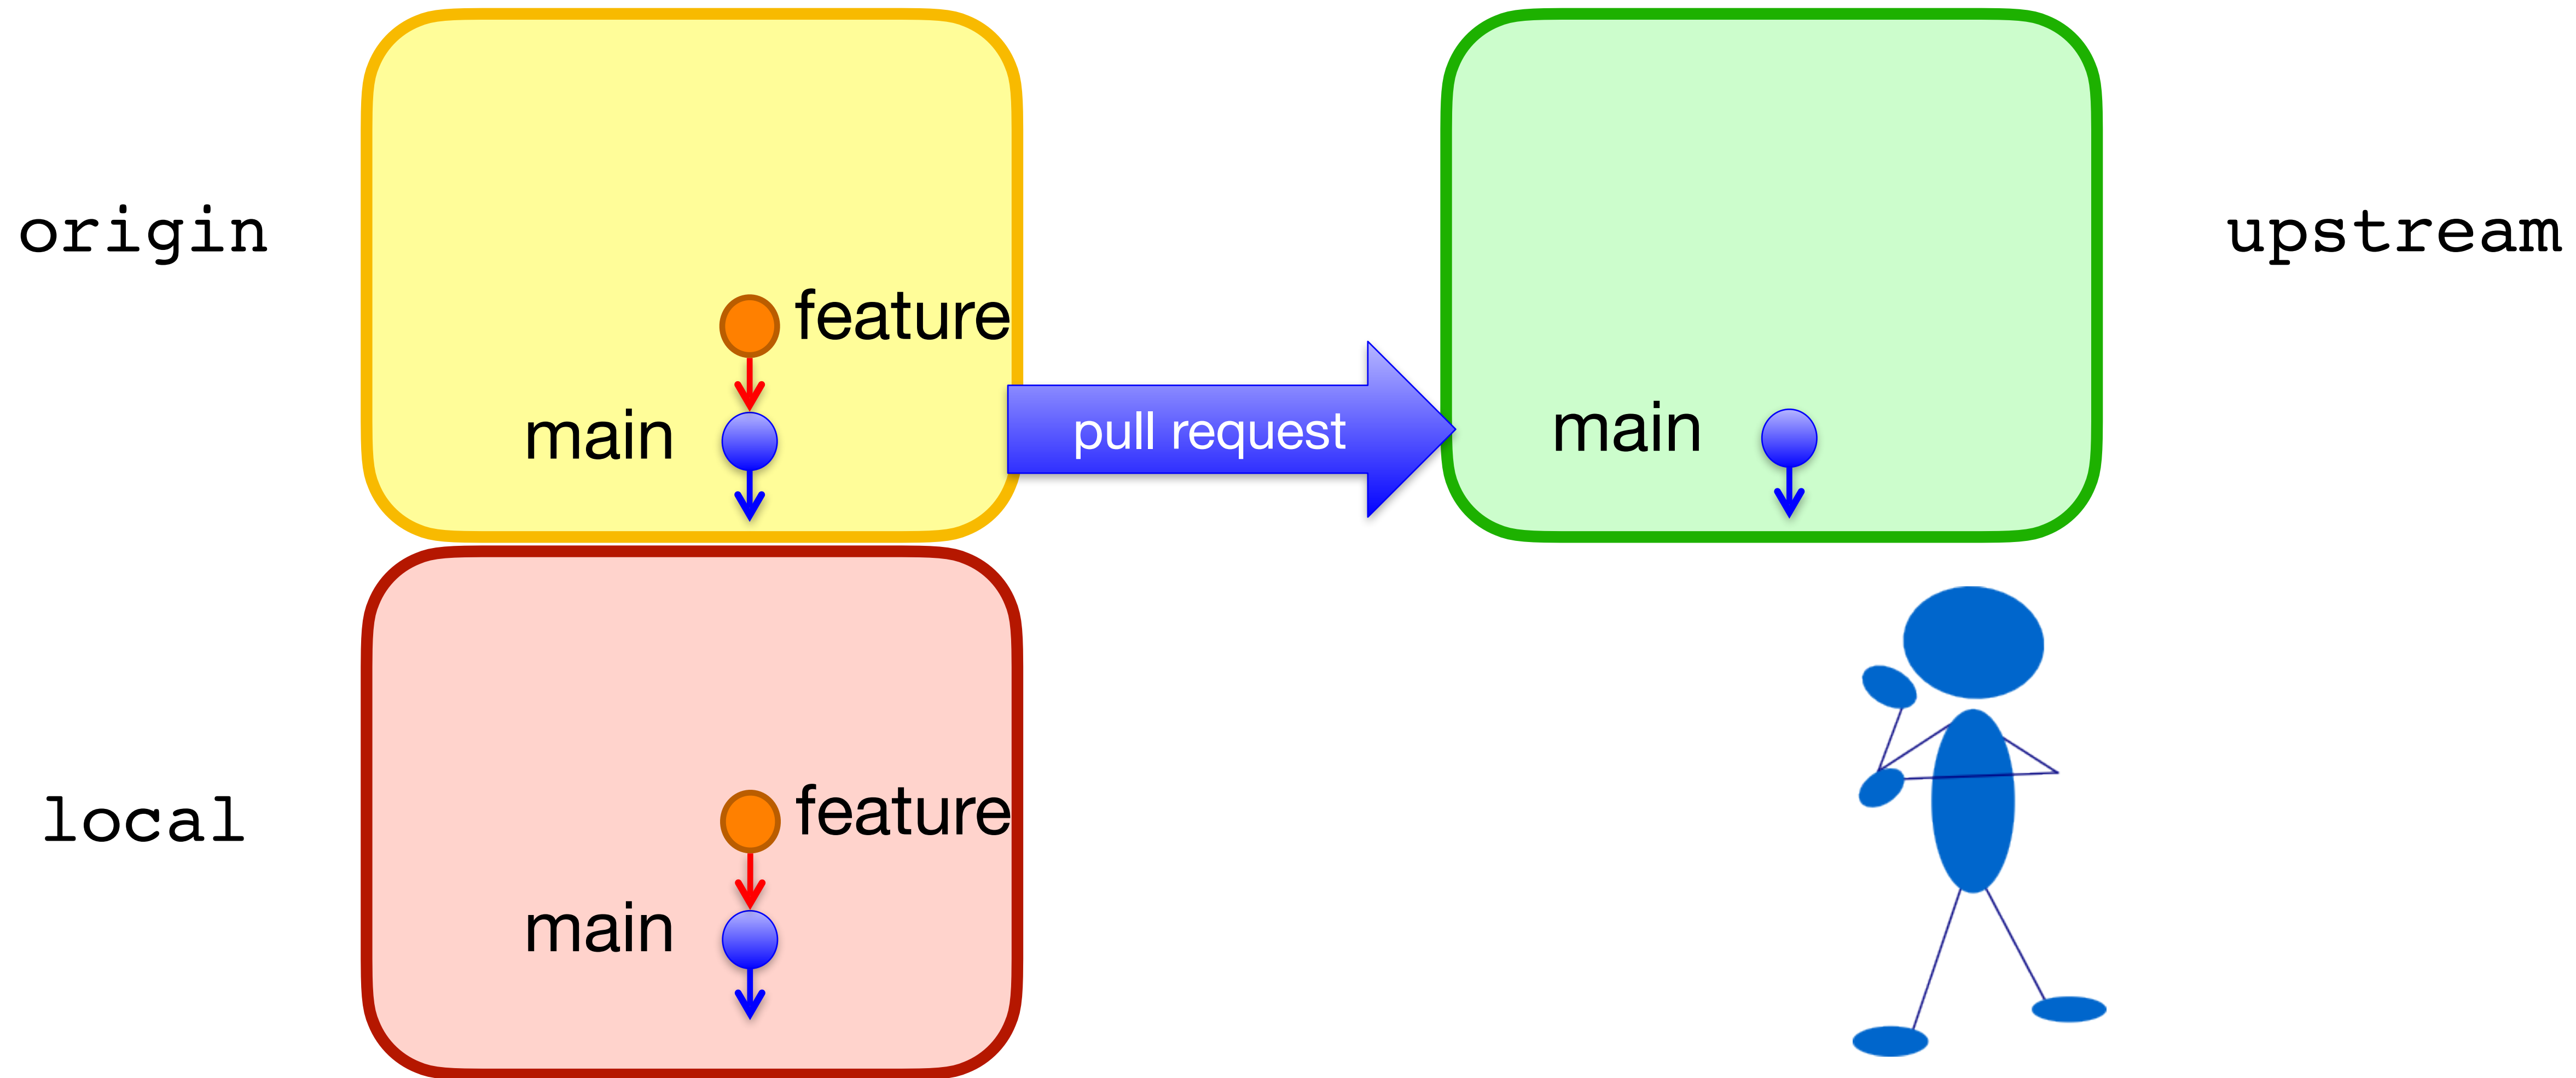 origin
feature
main
pull request
main
upstream
local
feature
main